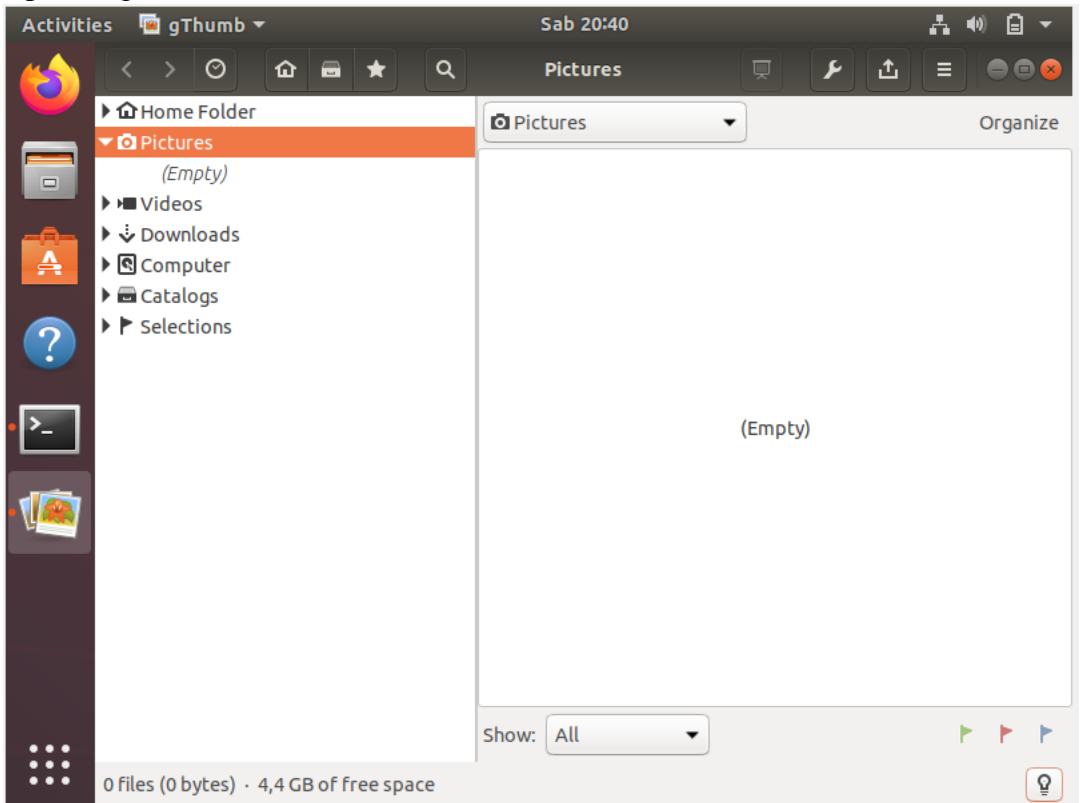 Activities gThumb Sab 20:40
Pictures
Home Folder
Pictures
(Empty)
Videos
Downloads
Computer
Catalogs
Selections
Pictures Organize
(Empty)
Show: All
0 files (0 bytes) · 4,4 GB of free space